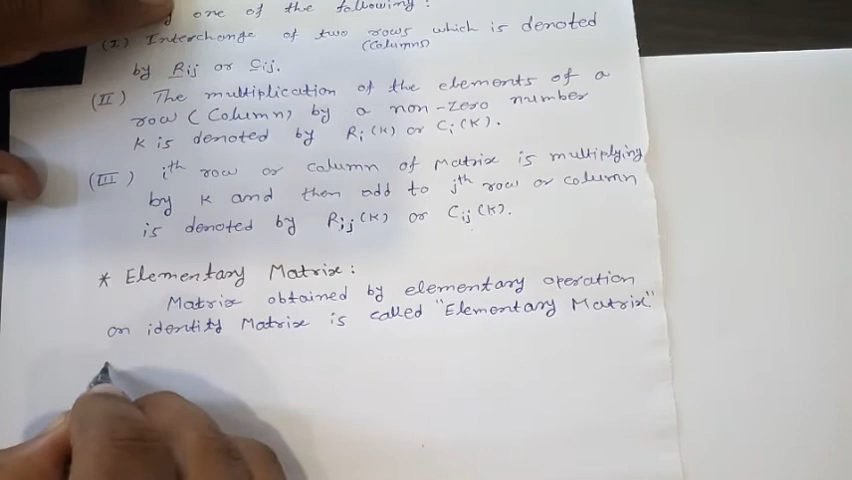 one of the following:
(I) Interchange of two rows which is denoted
(columns)
by Rij or Cij.
(II) The multiplication of the elements of a
row (Column) by a non-zero number
K is denoted by Ri(K) or Ci(K).
(III) ith row or column of matrix is multiplying
by K and then add to jth row or column
is denoted by Rij(K) or Cij(K).
* Elementary Matrix:
Matrix obtained by elementary operation
on identity Matrix is called "Elementary Matrix"